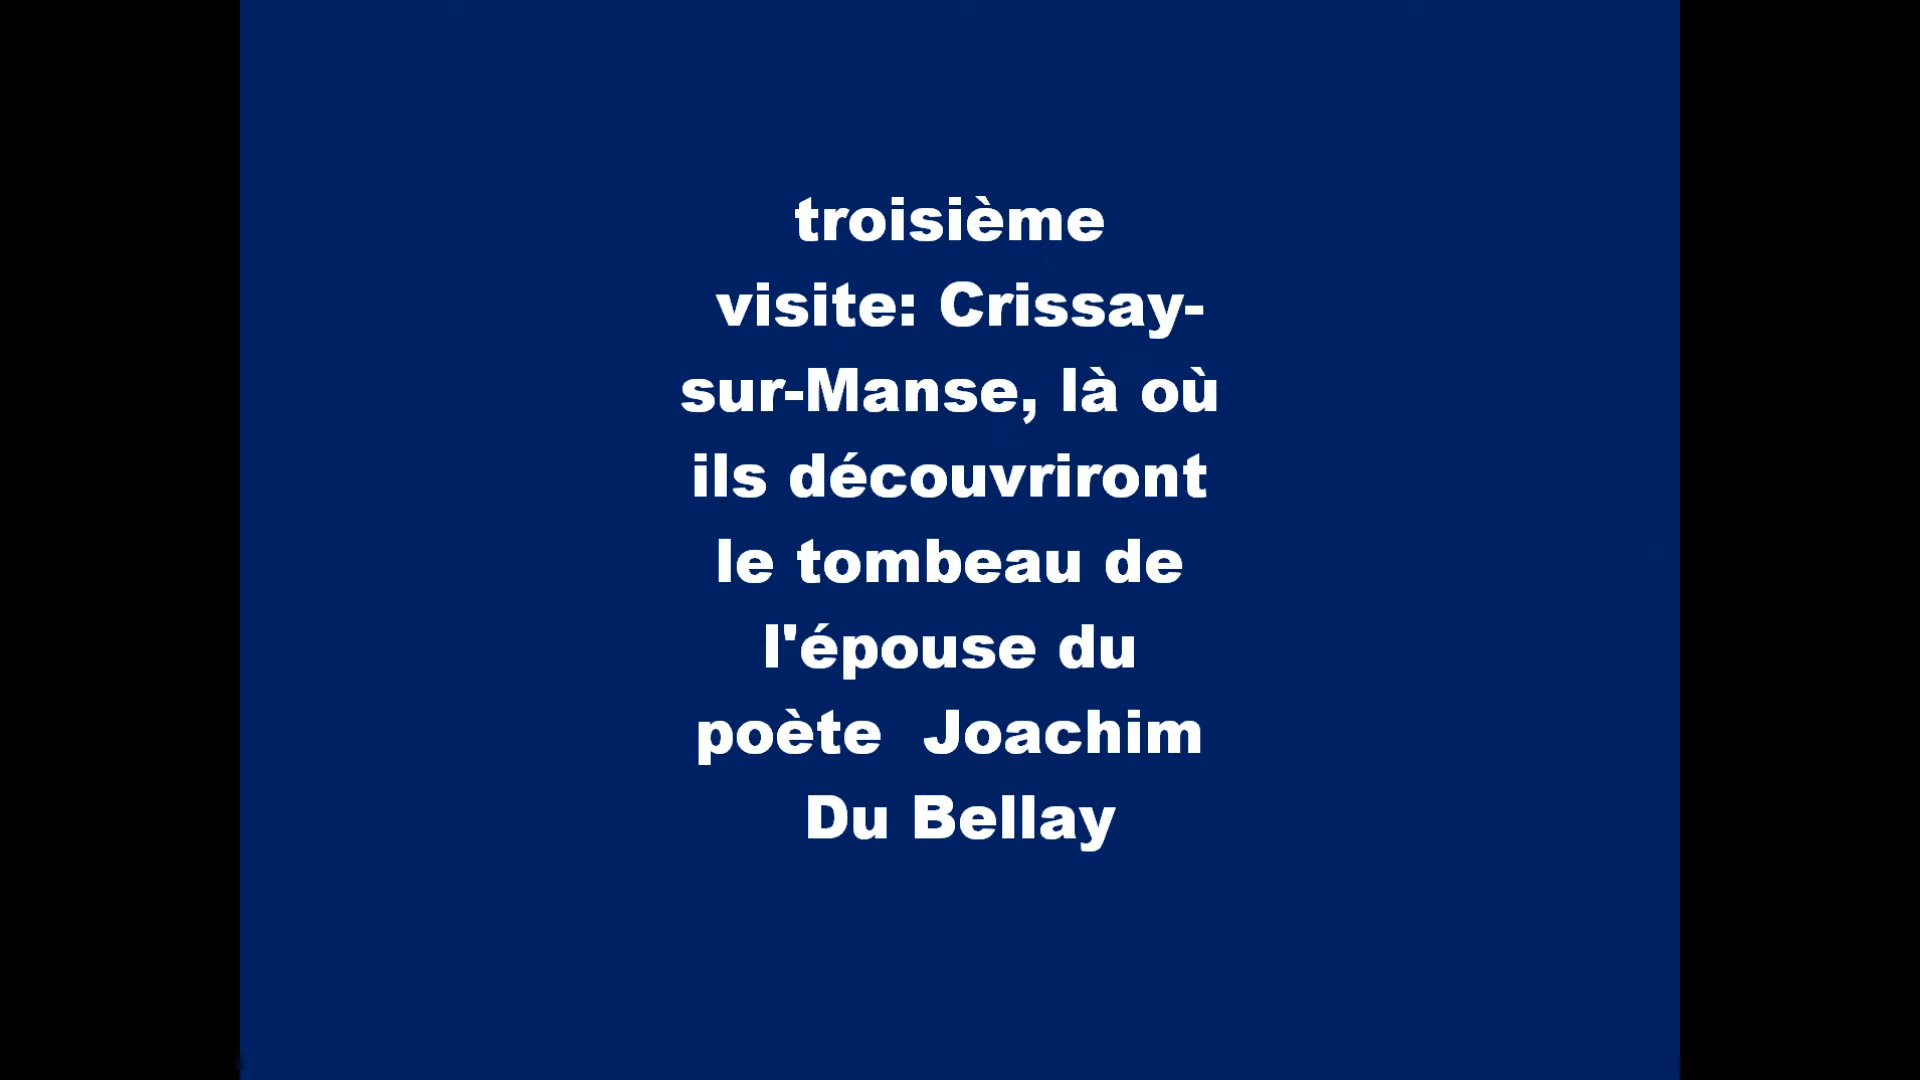 troisième
visite: Crissay-
sur-Manse, là où
ils découvriront
le tombeau de
l'épouse du
poète  Joachim
Du Bellay